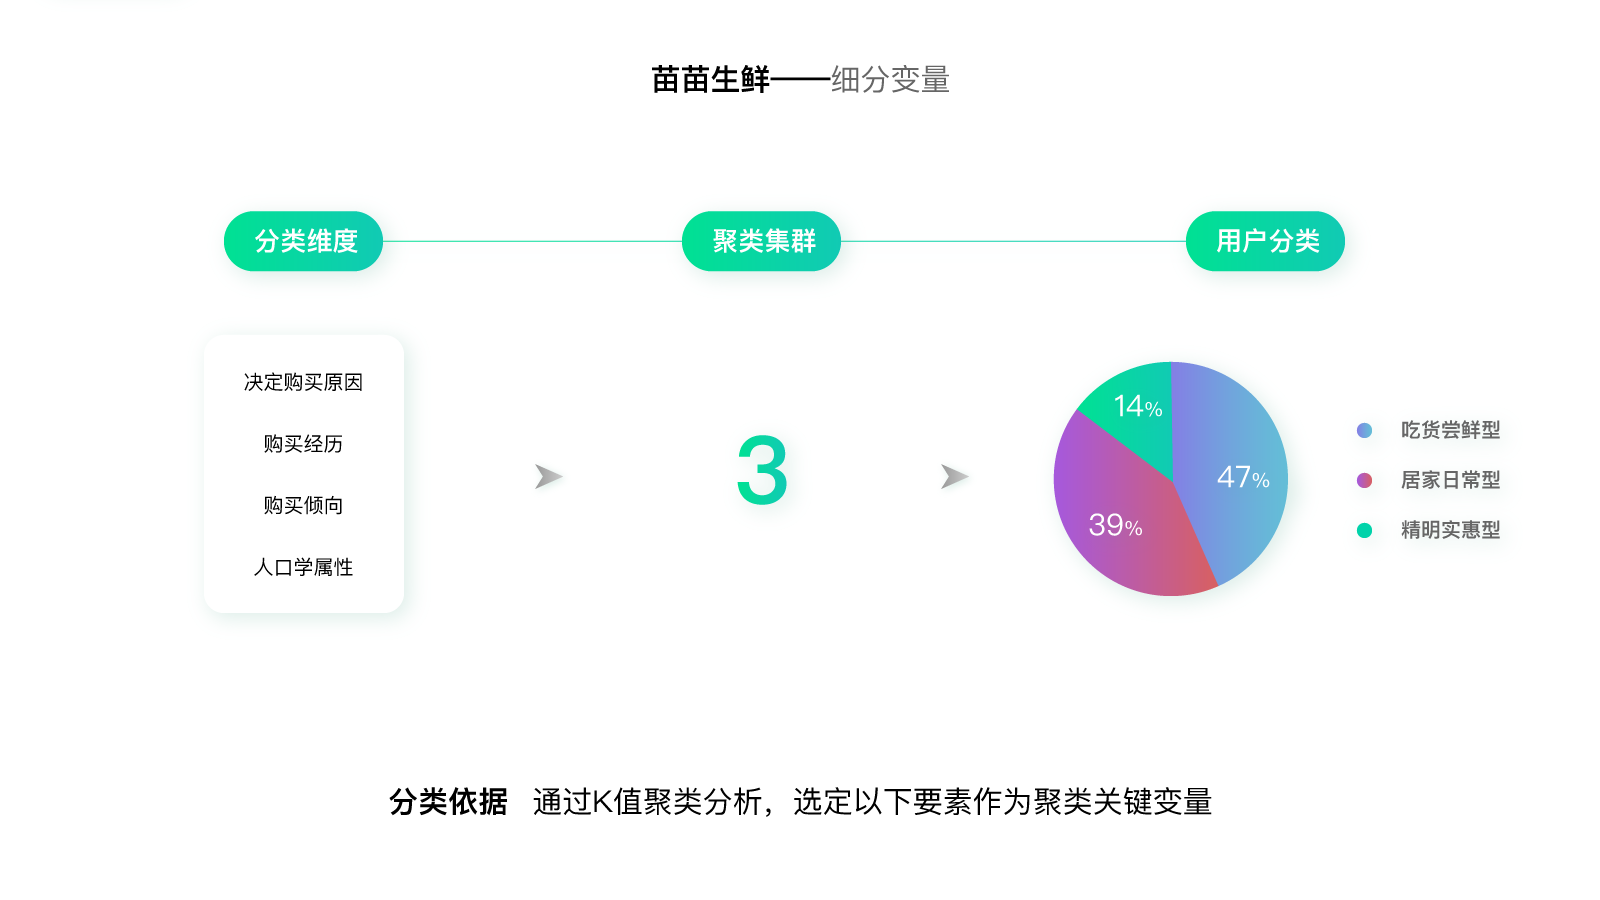 苗苗生鲜——细分变量
分类维度
聚类集群
用户分类
决定购买原因
购买经历
购买倾向
人口学属性
3
14%
47%
39%
吃货尝鲜型
居家日常型
精明实惠型
分类依据 通过K值聚类分析，选定以下要素作为聚类关键变量